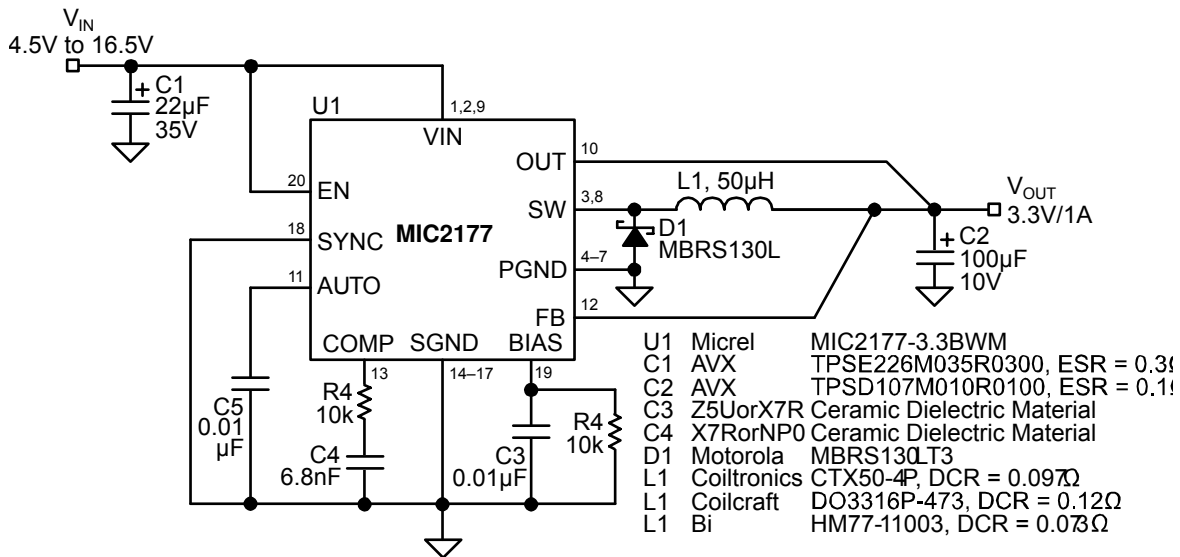 V_IN
4.5V to 16.5V
+ C1
22µF
35V
U1
1,2,9
VIN
OUT
10
20
EN
SW
3,8
L1, 50µH
V_OUT
3.3V/1A
18
SYNC
MIC2177
D1
MBRS130L
+ C2
100µF
10V
11
AUTO
PGND
4–7
FB
12
COMP
SGND
BIAS
13
14–17
19
R4
10k
C5
0.01
µF
C4
6.8nF
C3
0.01µF
R4
10k
U1 Micrel MIC2177-3.3BWM
C1 AVX TPSE226M035R0300, ESR = 0.3Ω
C2 AVX TPSD107M010R0100, ESR = 0.1
C3 Z5UorX7R Ceramic Dielectric Material
C4 X7RorNP0 Ceramic Dielectric Material
D1 Motorola MBRS130LT3
L1 Coiltronics CTX50-4P, DCR = 0.097Ω
L1 Coilcraft DO3316P-473, DCR = 0.12Ω
L1 Bi HM77-11003, DCR = 0.073Ω